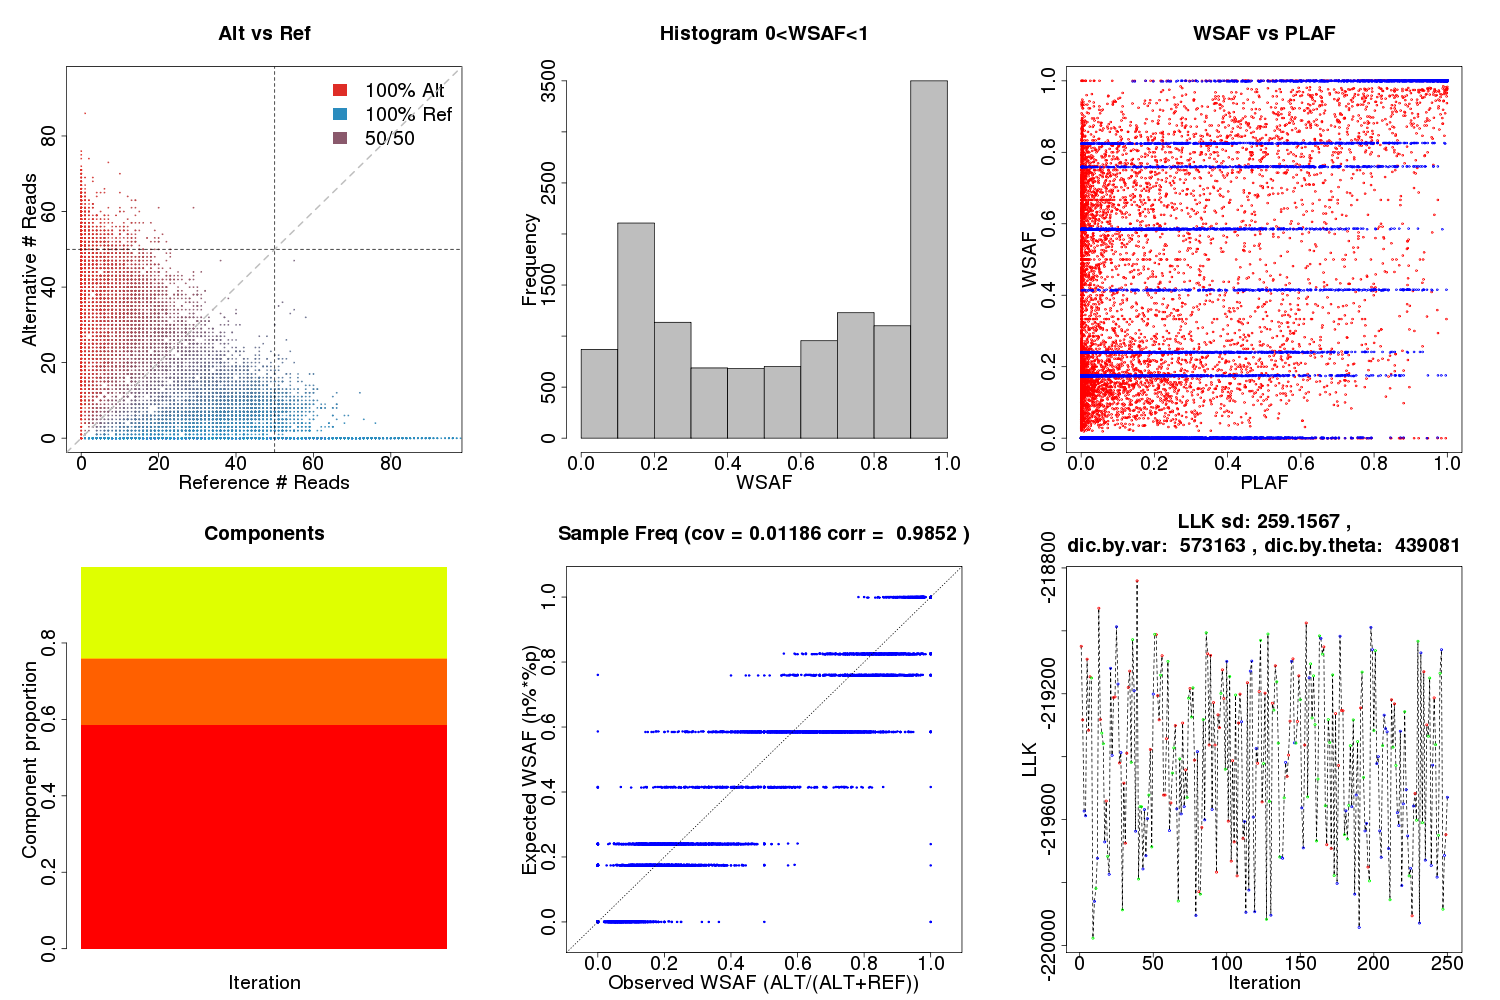 Alt vs Ref
100% Alt
100% Ref
50/50
Alternative # Reads
0 20 40 60 80
0 20 40 60 80
Reference # Reads
Histogram 0<WSAF<1
Frequency
0 500 1500 2500 3500
0.0 0.2 0.4 0.6 0.8 1.0
WSAF
WSAF vs PLAF
WSAF
0.0 0.2 0.4 0.6 0.8 1.0
0.0 0.2 0.4 0.6 0.8 1.0
PLAF
Components
Component proportion
0.0 0.2 0.4 0.6 0.8
Iteration
Sample Freq (cov = 0.01186 corr = 0.9852 )
Expected WSAF (h%*%p)
0.0 0.2 0.4 0.6 0.8 1.0
0.0 0.2 0.4 0.6 0.8 1.0
Observed WSAF (ALT/(ALT+REF))
LLK sd: 259.1567 ,
dic.by.var: 573163 , dic.by.theta: 439081
LLK
-220000 -219600 -219200 -218800
0 50 100 150 200 250
Iteration